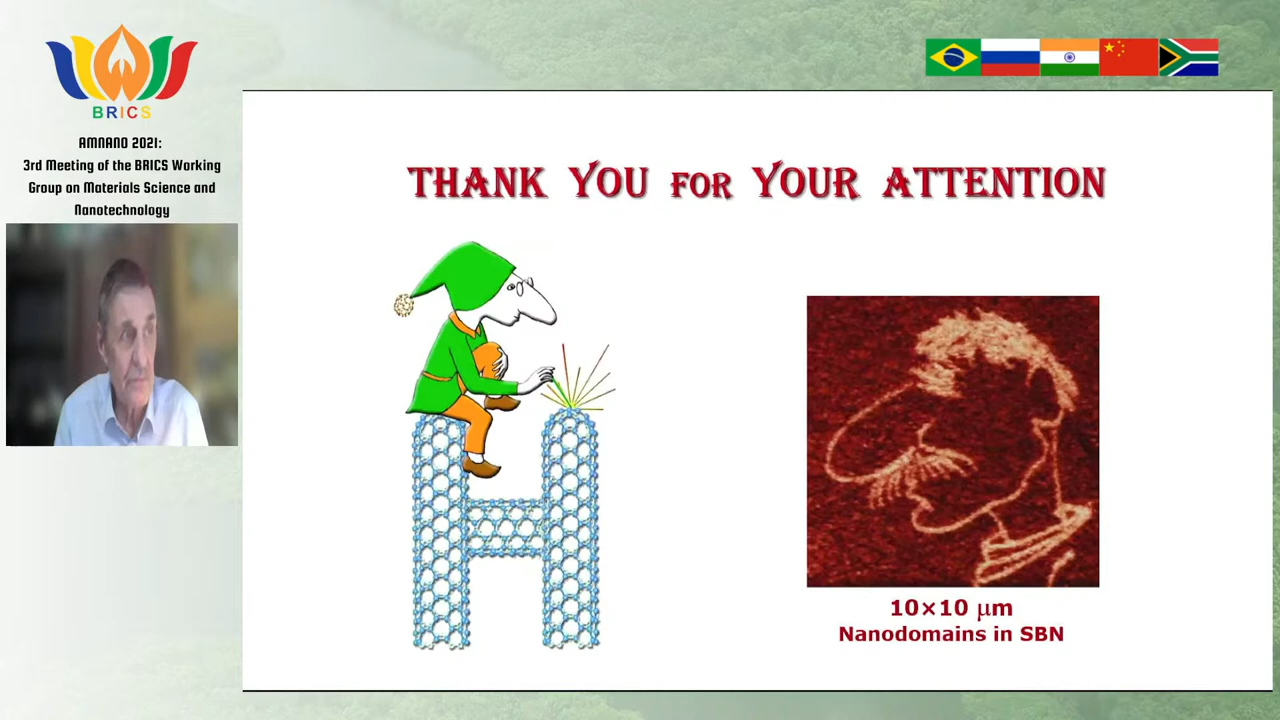 BRICS
AMNANO 2021:
3rd Meeting of the BRICS Working
Group on Materials Science and
Nanotechnology
THANK YOU FOR YOUR ATTENTION
H
10×10 μm
Nanodomains in SBN